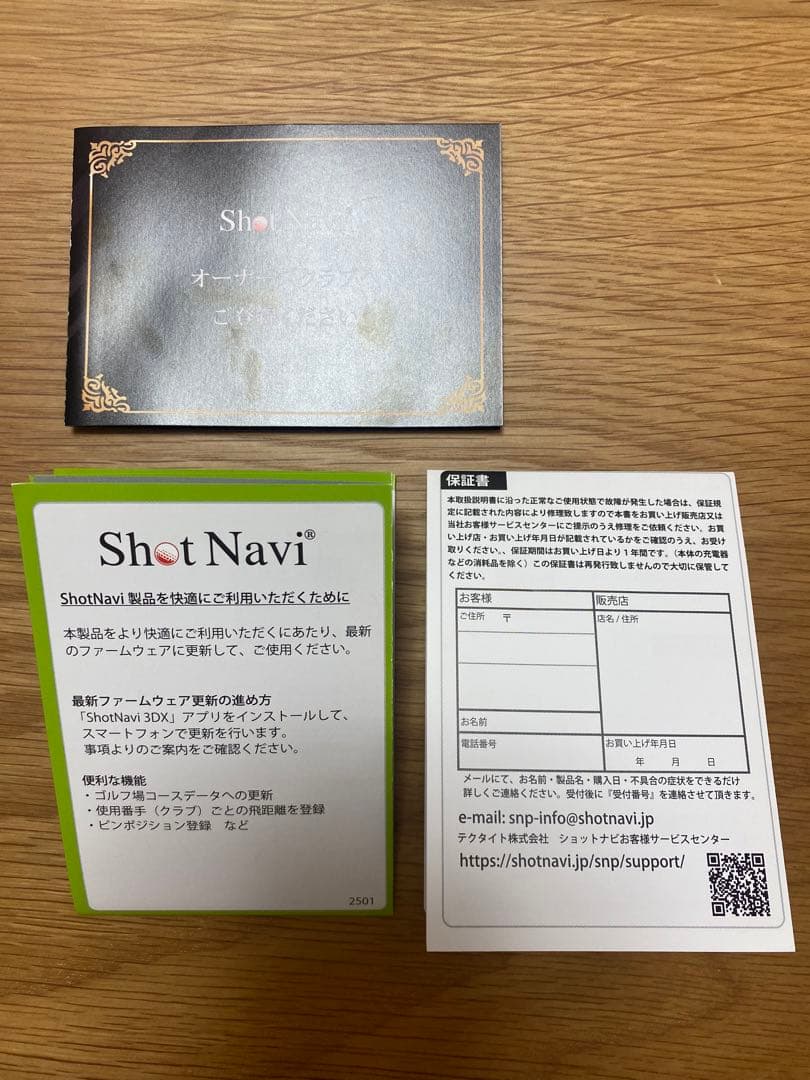 Shot Navi
オーナーズクラブへ
ご登録ください
Shot Navi®
ShotNavi 製品を快適にご利用いただくために
本製品をより快適にご利用いただくにあたり、最新
のファームウェアに更新して、ご使用ください。
最新ファームウェア更新の進め方
「ShotNavi 3DX」アプリをインストールして、
スマートフォンで更新を行います。
事項よりのご案内をご確認ください。
便利な機能
・ゴルフ場コースデータへの更新
・使用番手（クラブ）ごとの飛距離を登録
・ピンポジション登録 など
2501
保証書
本取扱説明書に沿った正常なご使用状態で故障が発生した場合は、保証規
定に記載された内容により修理致しますので本書をお買い上げ販売店又は
当社お客様サービスセンターにご提示のうえ修理をご依頼ください。お買
い上げ店・お買い上げ年月日が記載されているかをご確認のうえ、お受け
取りください。、保証期間はお買い上げ日より１年間です。（本体の充電器
などの消耗品を除く）この保証書は再発行致しませんので大切に保管して
ください。
お客様 販売店
ご住所 〒 店名 / 住所
お名前
電話番号 お買い上げ年月日
年 月 日
メールにて、お名前・製品名・購入日・不具合の症状をできるだけ
詳しくご連絡ください。受付後に『受付番号』を連絡させて頂きます。
e-mail: snp-info@shotnavi.jp
テクタイト株式会社 ショットナビお客様サービスセンター
https://shotnavi.jp/snp/support/